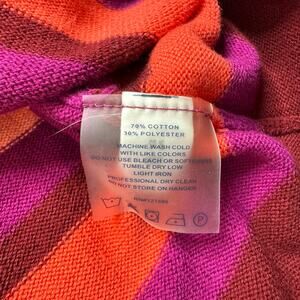 70% COTTON
30% POLYESTER
MACHINE WASH COLD
WITH LIKE COLORS
DO NOT USE BLEACH OR SOFTENERS
TUMBLE DRY LOW
LIGHT IRON
PROFESSIONAL DRY CLEAN
DO NOT STORE ON HANGER